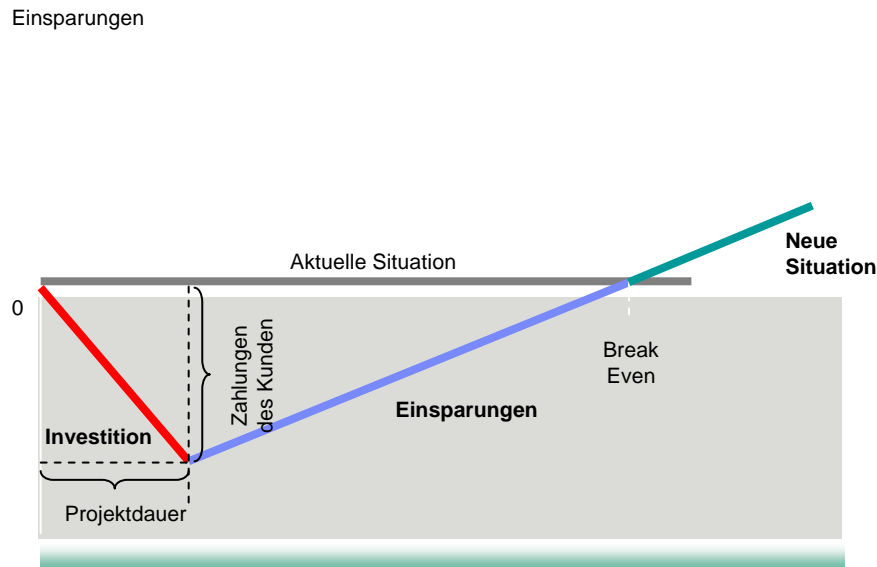 Einsparungen
Aktuelle Situation
Neue
Situation
0
Zahlungen
des Kunden
Break
Even
Einsparungen
Investition
Projektdauer